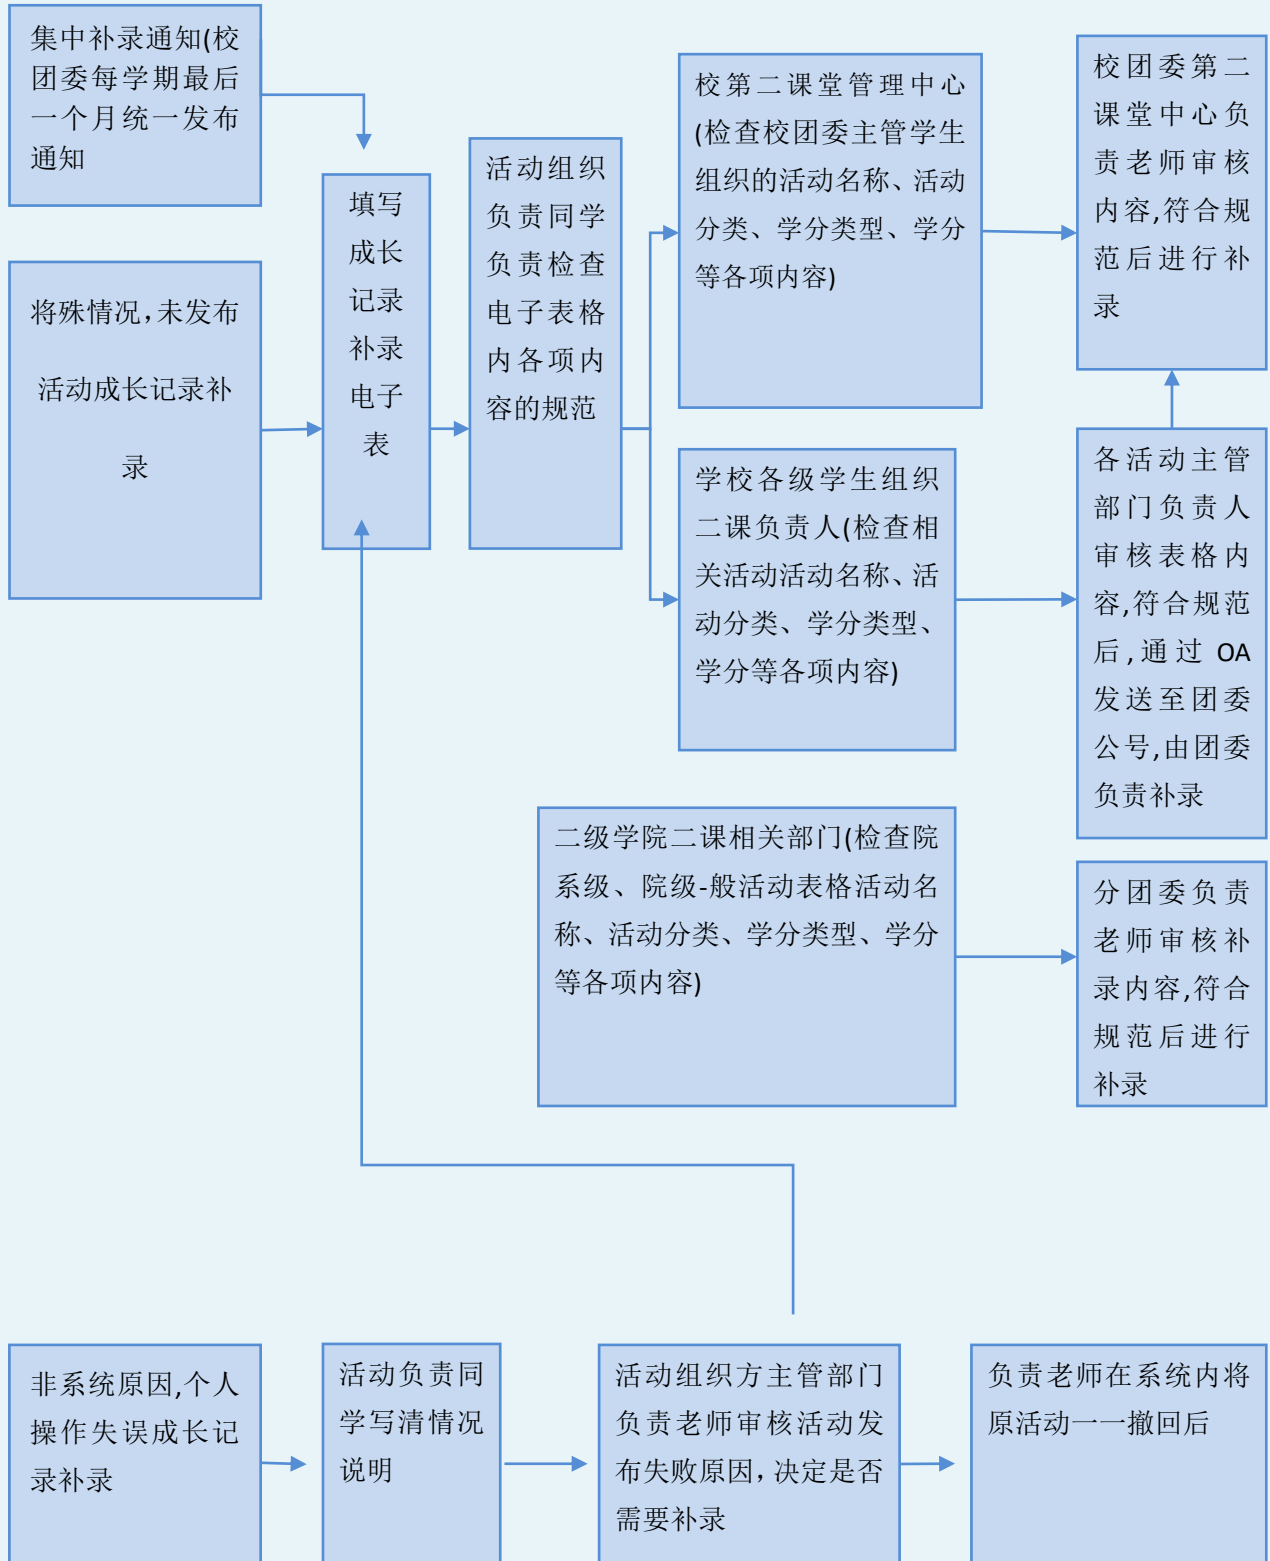 集中补录通知(校
团委每学期最后
一个月统一发布
通知
将殊情况，未发布
活动成长记录补
录
填写
成长
记录
补录
电子
表
活动组织
负责同学
负责检查
电子表格
内各项内
容的规范
校第二课堂管理中心
(检查校团委主管学生
组织的活动名称、活动
分类、学分类型、学分
等各项内容)
校团委第二
课堂中心负
责老师审核
内容,符合规
范后进行补
录
学校各级学生组织
二课负责人(检查相
关活动活动名称、活
动分类、学分类型、
学分等各项内容)
各活动主管
部门负责人
审核表格内
容,符合规范
后,通过 OA
发送至团委
公号,由团委
负责补录
二级学院二课相关部门(检查院
系级、院级-般活动表格活动名
称、活动分类、学分类型、学分
等各项内容)
分团委负责
老师审核补
录内容,符合
规范后进行
补录
非系统原因,个人
操作失误成长记
录补录
活动负责同
学写清情况
说明
活动组织方主管部门
负责老师审核活动发
布失败原因，决定是否
需要补录
负责老师在系统内将
原活动一一撤回后